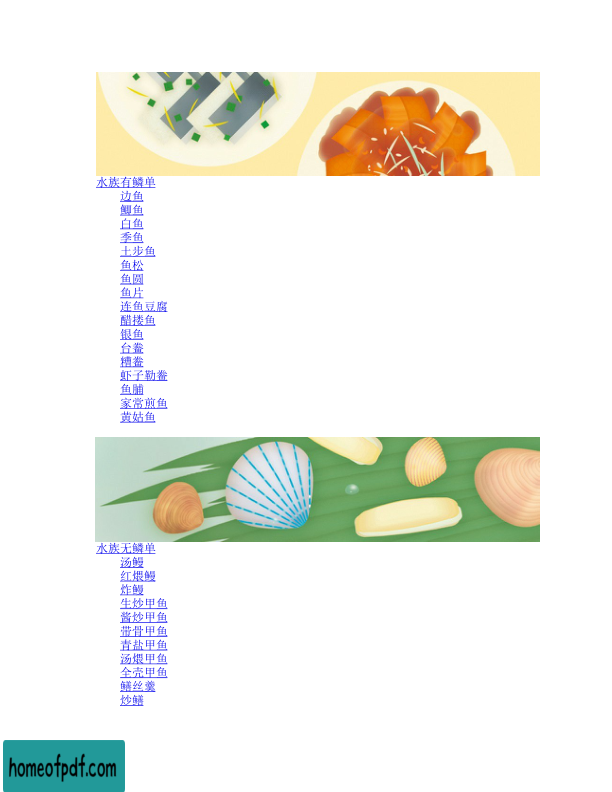 水族有鳞单
边鱼
鲫鱼
白鱼
季鱼
土步鱼
鱼松
鱼圆
鱼片
连鱼豆腐
醋搂鱼
银鱼
台鲞
糟鲞
虾子勒鲞
鱼脯
家常煎鱼
黄姑鱼
水族无鳞单
汤鳗
红煨鳗
炸鳗
生炒甲鱼
酱炒甲鱼
带骨甲鱼
青盐甲鱼
汤煨甲鱼
全壳甲鱼
鳝丝羹
炒鳝
homeofpdf.com